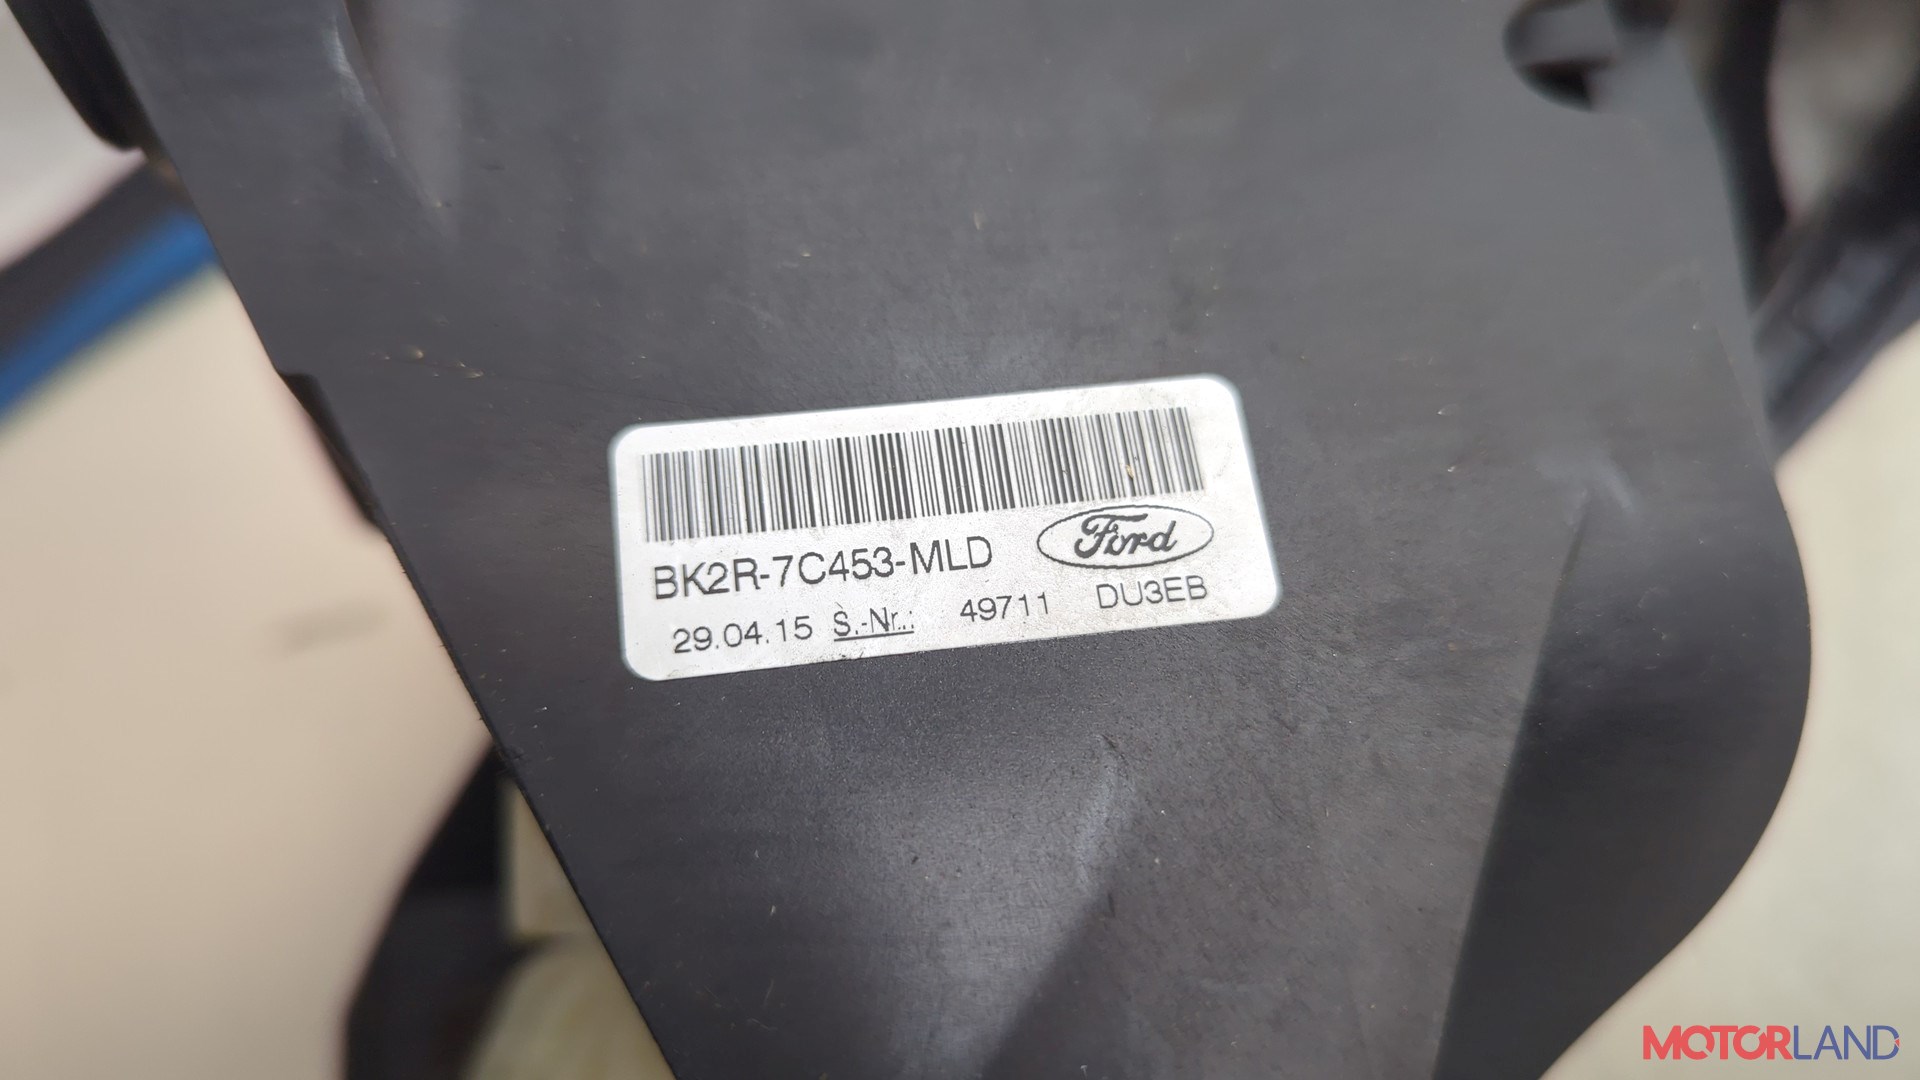 BK2R-7C453-MLD Ford
29.04.15 S.-Nr.: 49711 DU3EB
MOTORLAND